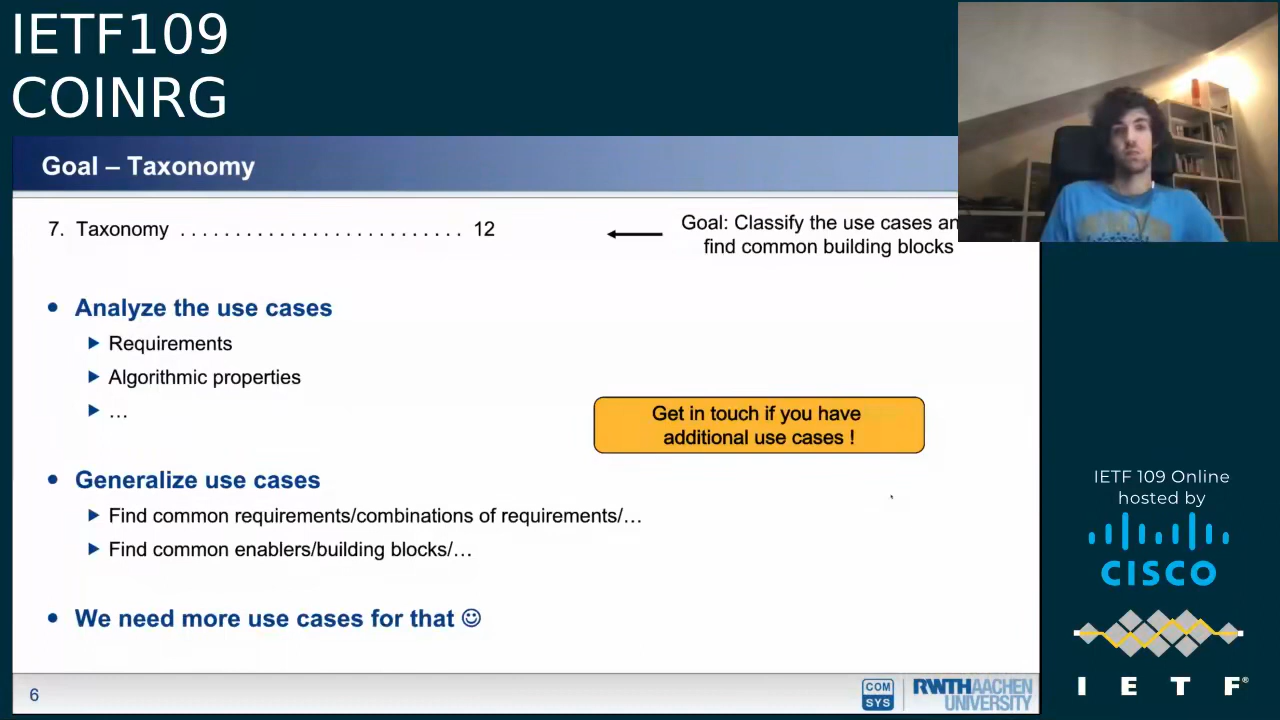 IETF109
COINRG
Goal – Taxonomy
7. Taxonomy . . . . . . . . . . . . . . . . . . . . . . . . . . 12
Goal: Classify the use cases an
find common building blocks
Analyze the use cases
Requirements
Algorithmic properties
…
Get in touch if you have
additional use cases !
Generalize use cases
Find common requirements/combinations of requirements/…
Find common enablers/building blocks/…
We need more use cases for that ☺
6
COM
SYS
RWTHAACHEN
UNIVERSITY
IETF 109 Online
hosted by
CISCO
I E T F®